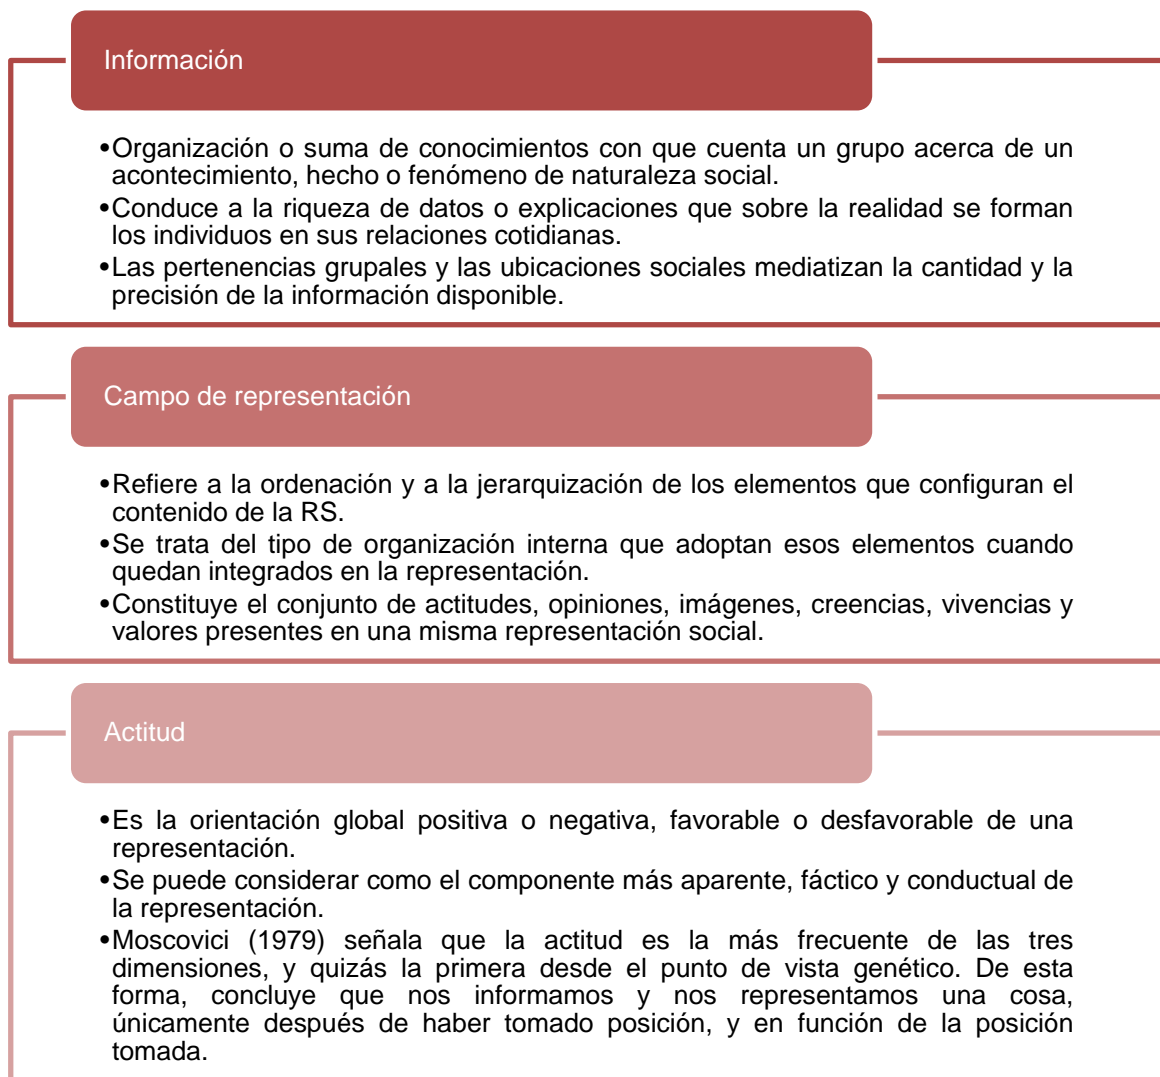 Información
•Organización o suma de conocimientos con que cuenta un grupo acerca de un
acontecimiento, hecho o fenómeno de naturaleza social.
•Conduce a la riqueza de datos o explicaciones que sobre la realidad se forman
los individuos en sus relaciones cotidianas.
•Las pertenencias grupales y las ubicaciones sociales mediatizan la cantidad y la
precisión de la información disponible.
Campo de representación
•Refiere a la ordenación y a la jerarquización de los elementos que configuran el
contenido de la RS.
•Se trata del tipo de organización interna que adoptan esos elementos cuando
quedan integrados en la representación.
•Constituye el conjunto de actitudes, opiniones, imágenes, creencias, vivencias y
valores presentes en una misma representación social.
Actitud
•Es la orientación global positiva o negativa, favorable o desfavorable de una
representación.
•Se puede considerar como el componente más aparente, fáctico y conductual de
la representación.
•Moscovici (1979) señala que la actitud es la más frecuente de las tres
dimensiones, y quizás la primera desde el punto de vista genético. De esta
forma, concluye que nos informamos y nos representamos una cosa,
únicamente después de haber tomado posición, y en función de la posición
tomada.